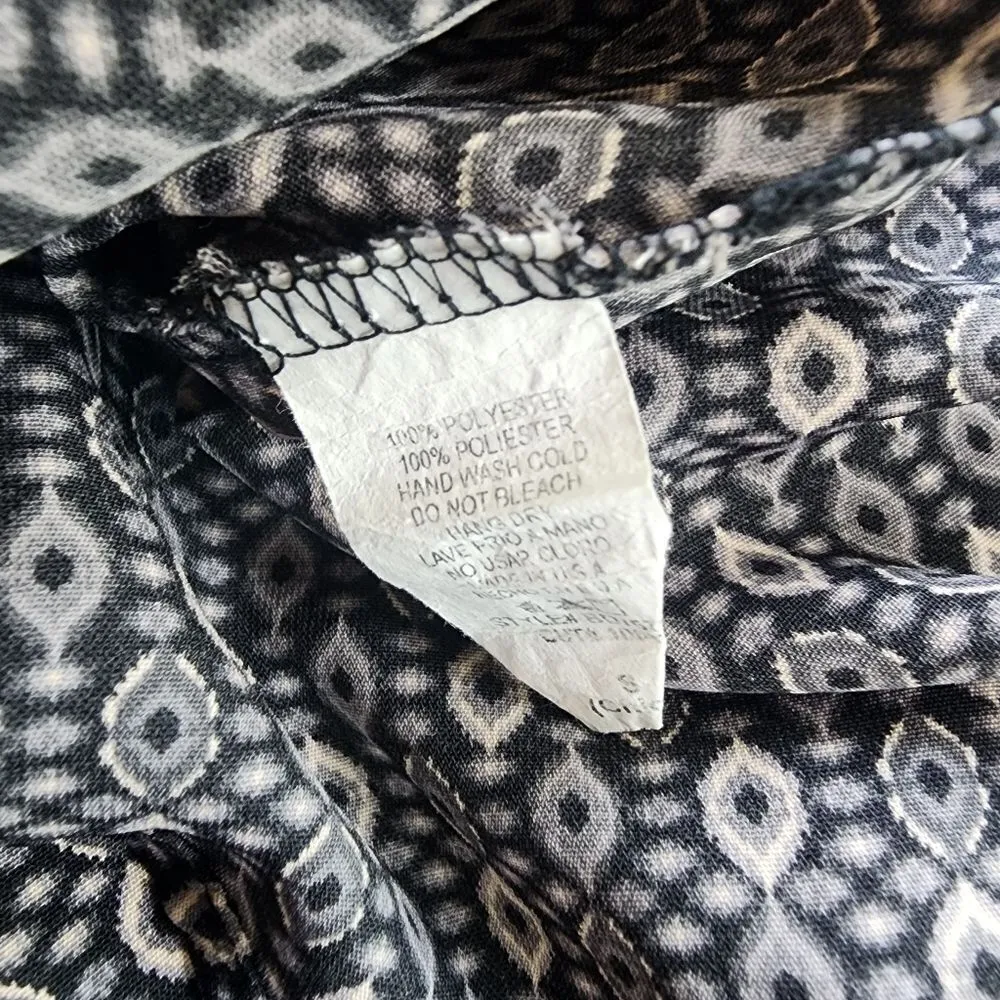 100% POLYESTER
100% POLIESTER
HAND WASH COLD
DO NOT BLEACH
HANG DRY
LAVE FRIO A MANO
NO USAR CLORO
MADE IN U.S.A
STYLE#
S